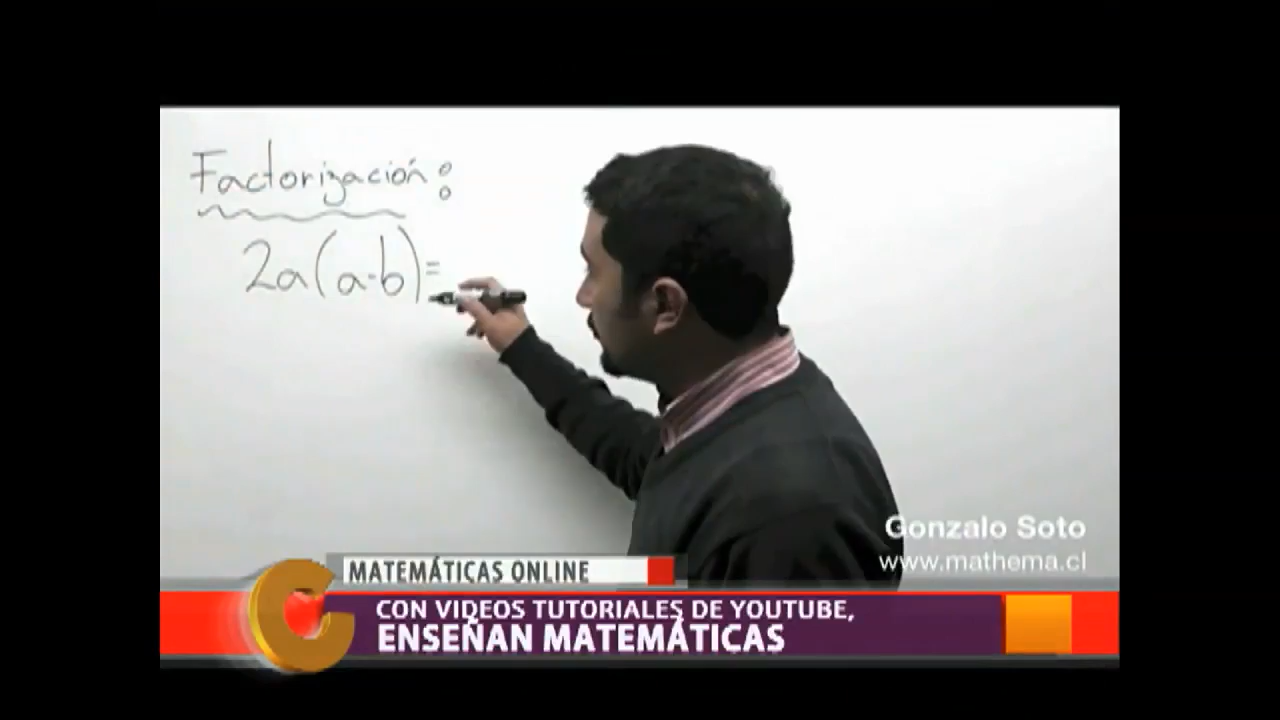 Factorización:
2a(a-b)=
Gonzalo Soto
www.mathema.cl
MATEMÁTICAS ONLINE
CON VIDEOS TUTORIALES DE YOUTUBE,
ENSEÑAN MATEMÁTICAS